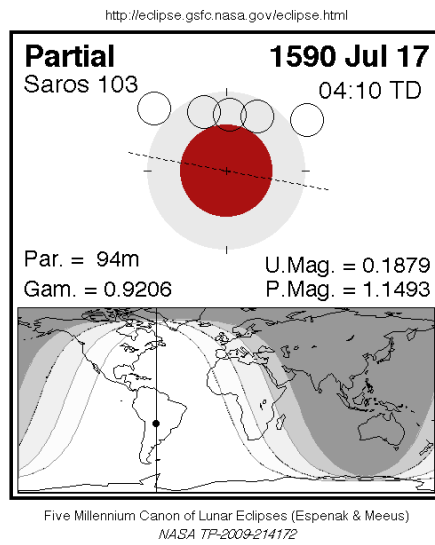 http://eclipse.gsfc.nasa.gov/eclipse.html
Partial 1590 Jul 17
Saros 103 04:10 TD
Par. = 94m
U.Mag. = 0.1879
Gam. = 0.9206
P.Mag. = 1.1493
Five Millennium Canon of Lunar Eclipses (Espenak & Meeus)
NASA TP-2009-214172